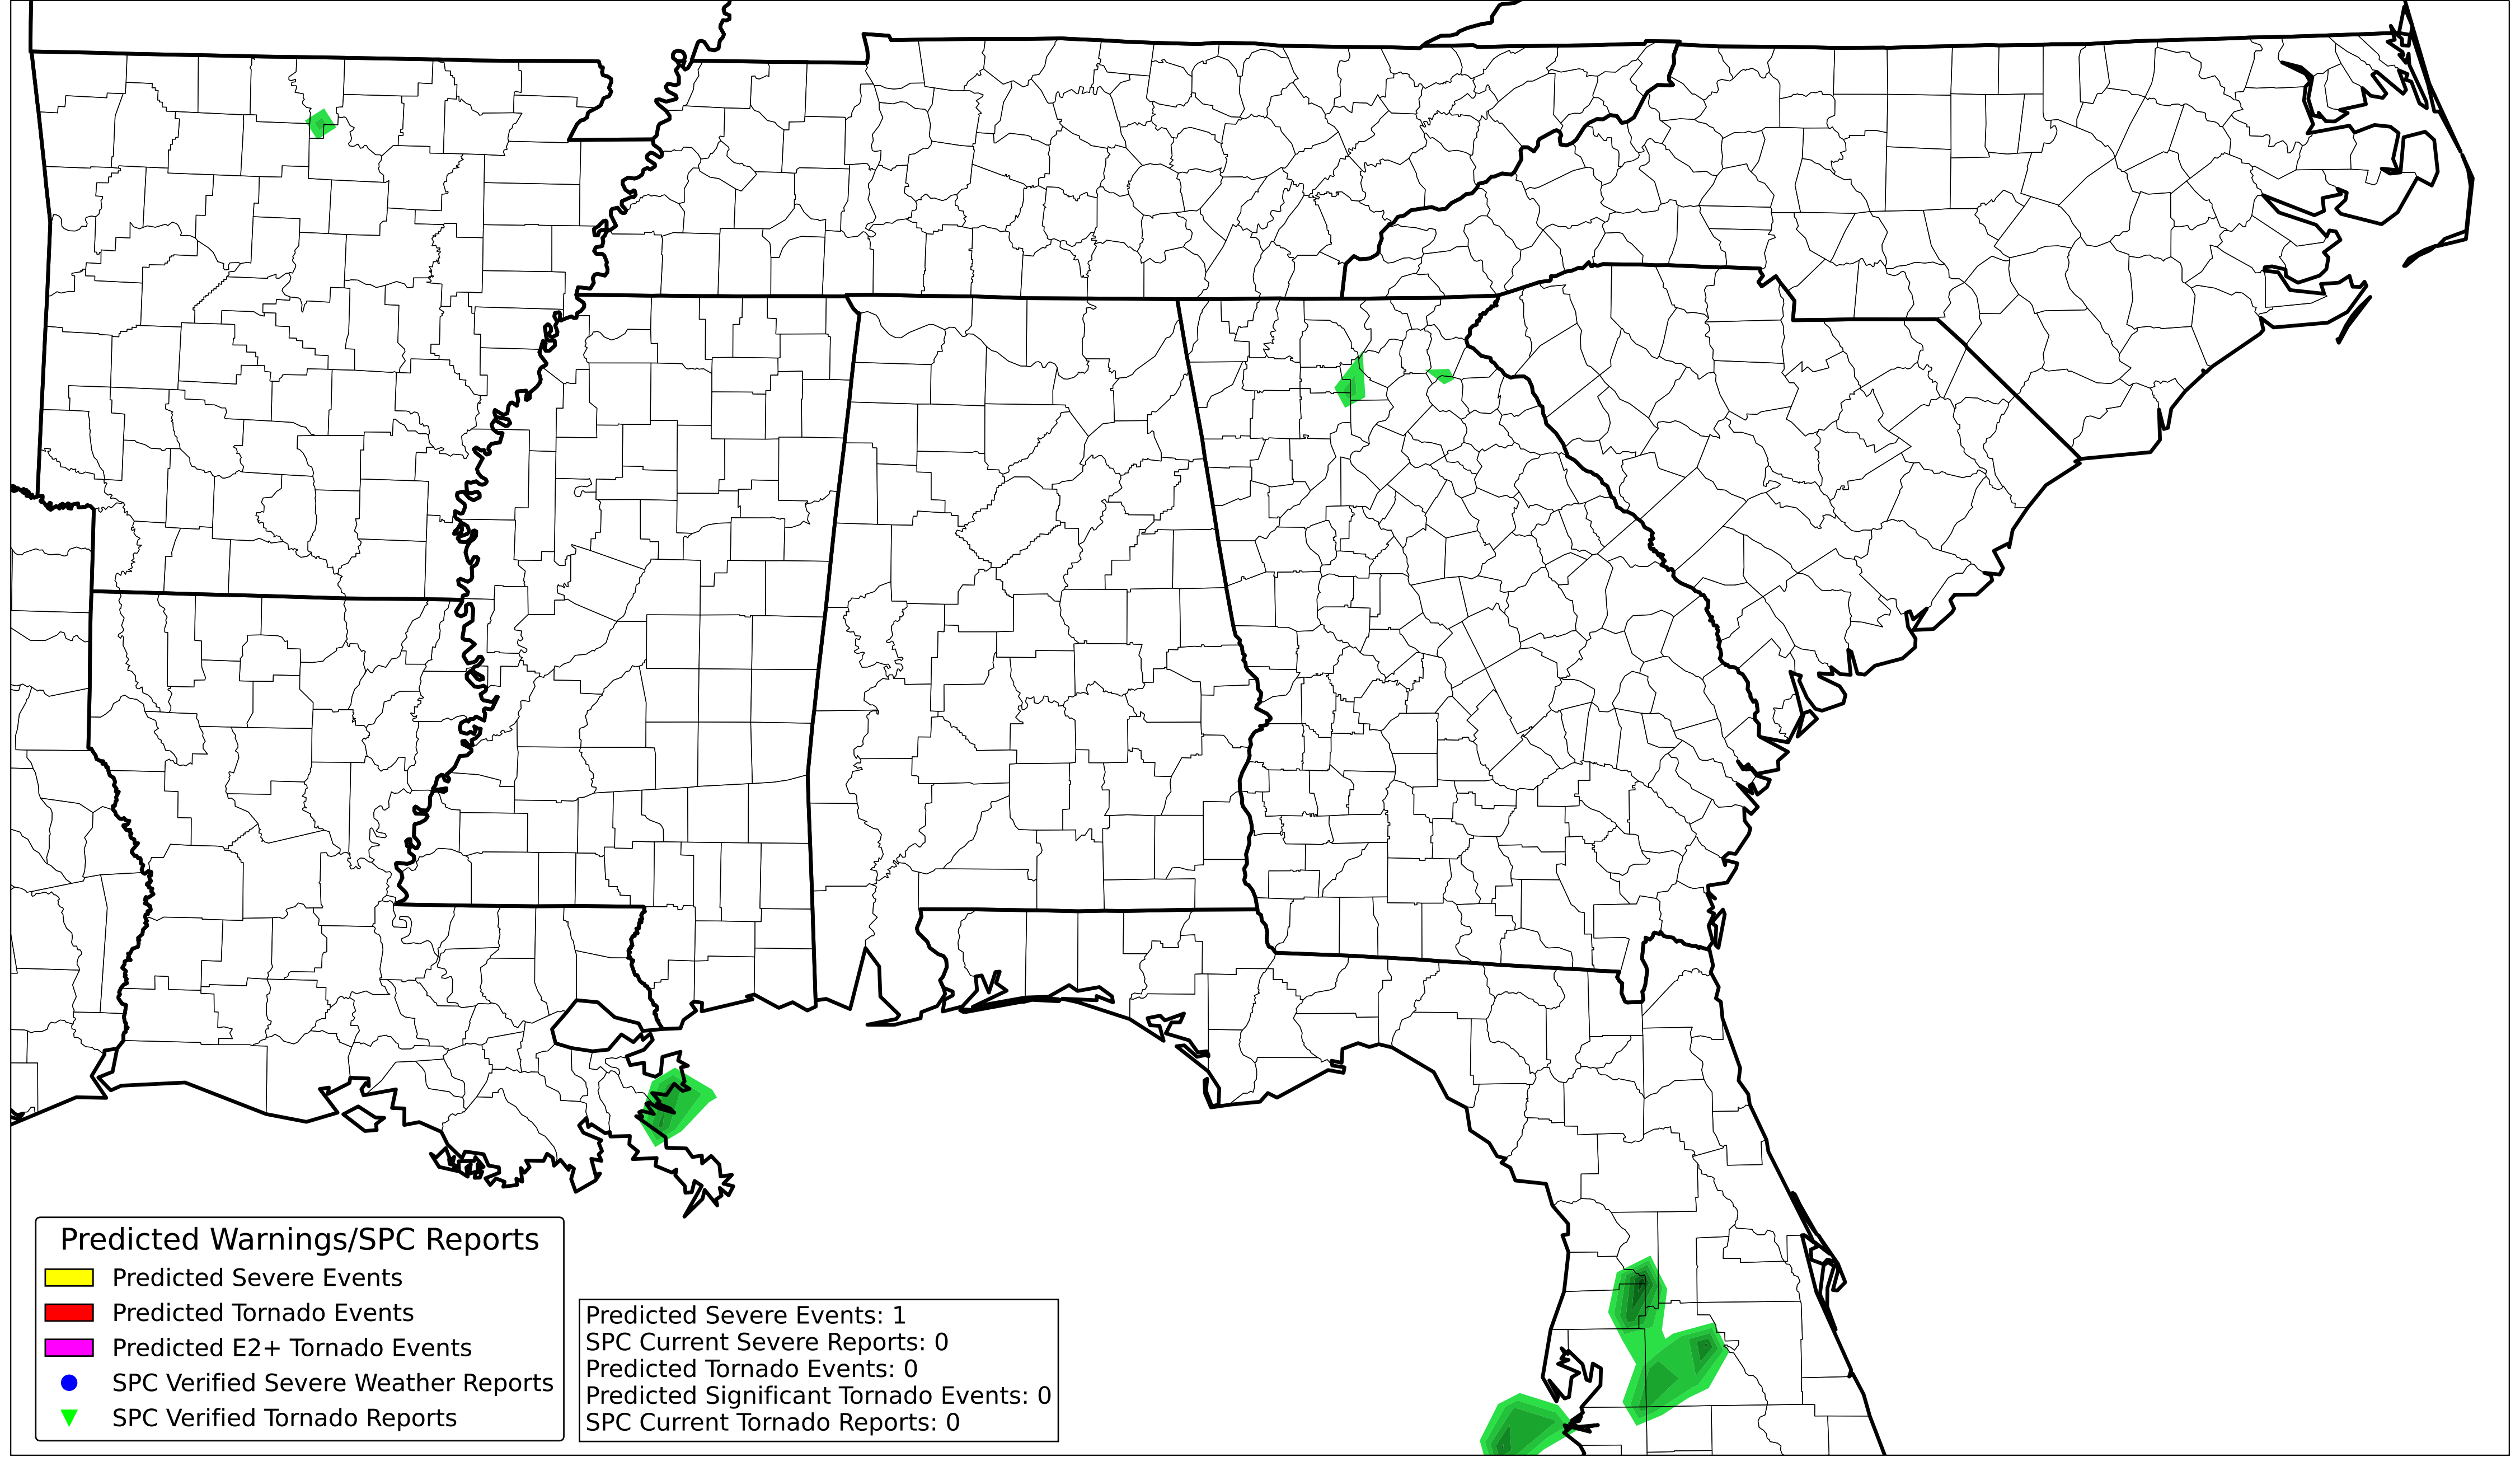 Predicted Warnings/SPC Reports
Predicted Severe Events
Predicted Tornado Events
Predicted E2+ Tornado Events
SPC Verified Severe Weather Reports
SPC Verified Tornado Reports
Predicted Severe Events: 1
SPC Current Severe Reports: 0
Predicted Tornado Events: 0
Predicted Significant Tornado Events: 0
SPC Current Tornado Reports: 0